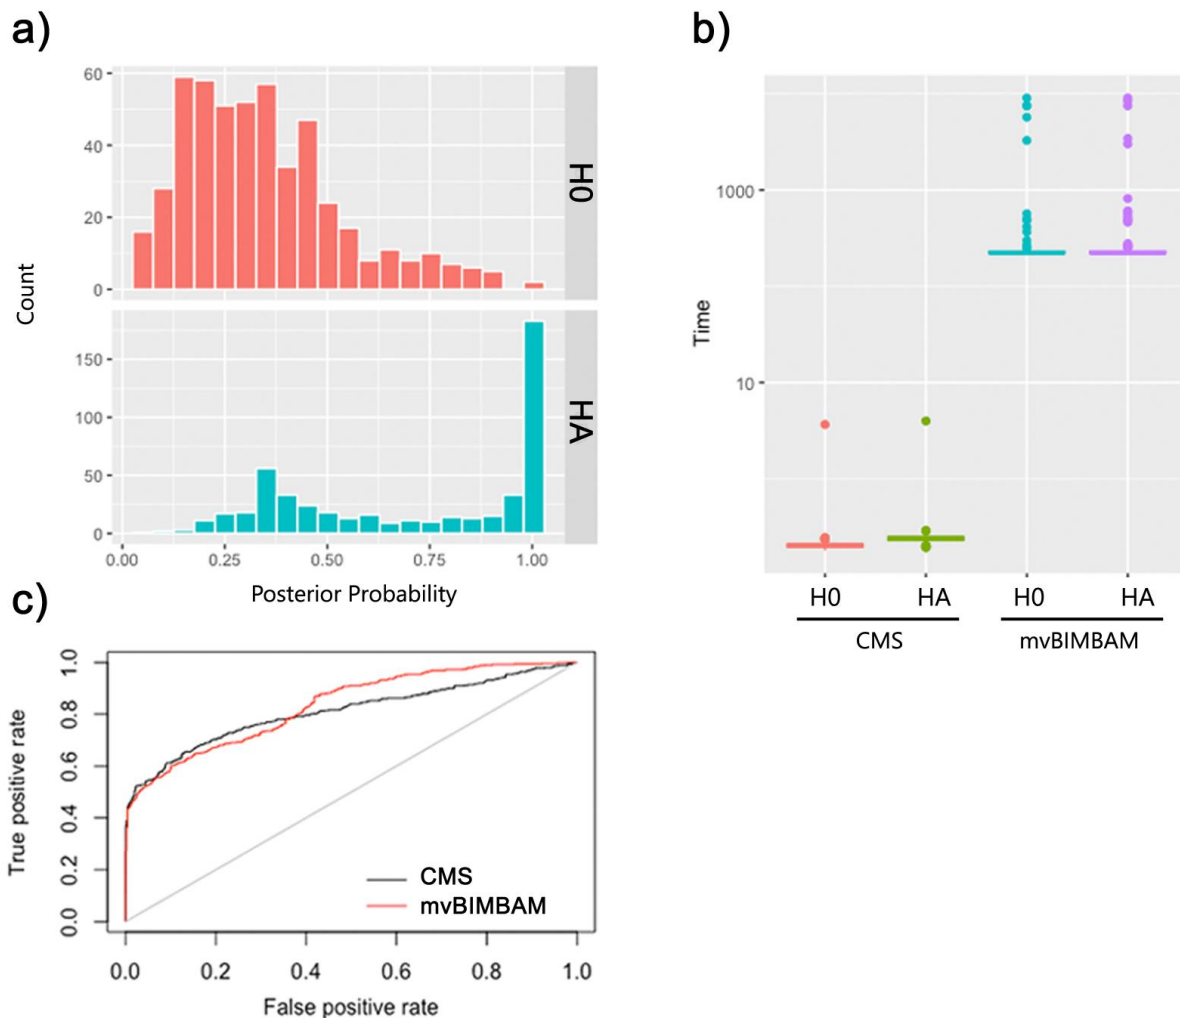 a)
60
40
20
0
H0
Count
150
100
50
0
HA
0.00 0.25 0.50 0.75 1.00
Posterior Probability
b)
1000
10
Time
H0 HA H0 HA
CMS mvBIMBAM
c)
1.0
0.8
0.6
0.4
0.2
0.0
True positive rate
CMS
mvBIMBAM
0.0 0.2 0.4 0.6 0.8 1.0
False positive rate